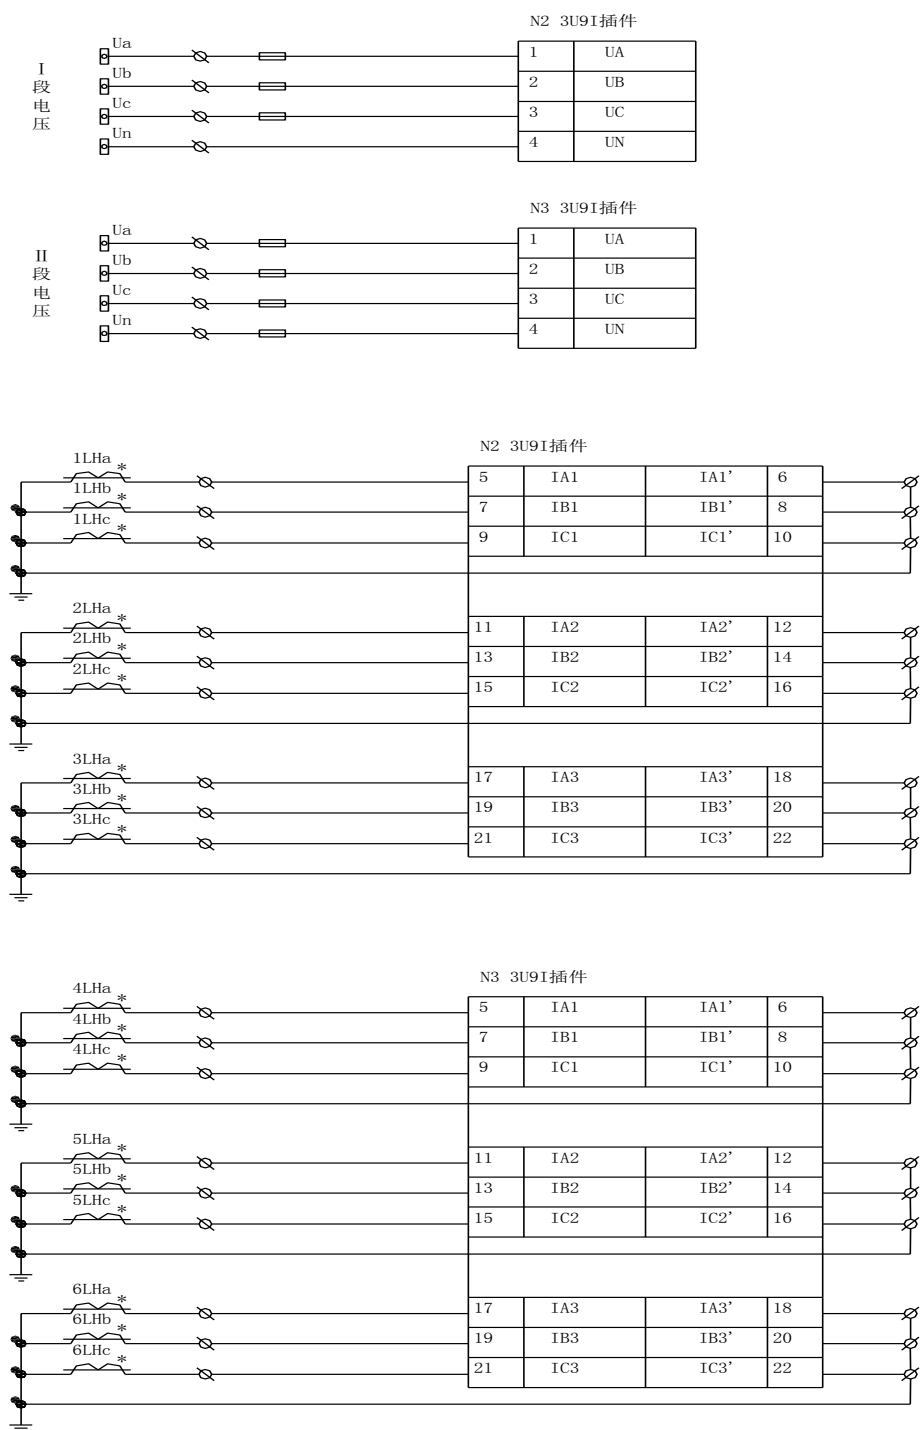 N2 3U9I插件
Ua 1 UA
Ub 2 UB
Uc 3 UC
Un 4 UN
I段电压
N3 3U9I插件
Ua 1 UA
Ub 2 UB
Uc 3 UC
Un 4 UN
II段电压
N2 3U9I插件
1LHa * 5 IA1 IA1’ 6
1LHb * 7 IB1 IB1’ 8
1LHc * 9 IC1 IC1’ 10
2LHa * 11 IA2 IA2’ 12
2LHb * 13 IB2 IB2’ 14
2LHc * 15 IC2 IC2’ 16
3LHa * 17 IA3 IA3’ 18
3LHb * 19 IB3 IB3’ 20
3LHc * 21 IC3 IC3’ 22
N3 3U9I插件
4LHa * 5 IA1 IA1’ 6
4LHb * 7 IB1 IB1’ 8
4LHc * 9 IC1 IC1’ 10
5LHa * 11 IA2 IA2’ 12
5LHb * 13 IB2 IB2’ 14
5LHc * 15 IC2 IC2’ 16
6LHa * 17 IA3 IA3’ 18
6LHb * 19 IB3 IB3’ 20
6LHc * 21 IC3 IC3’ 22